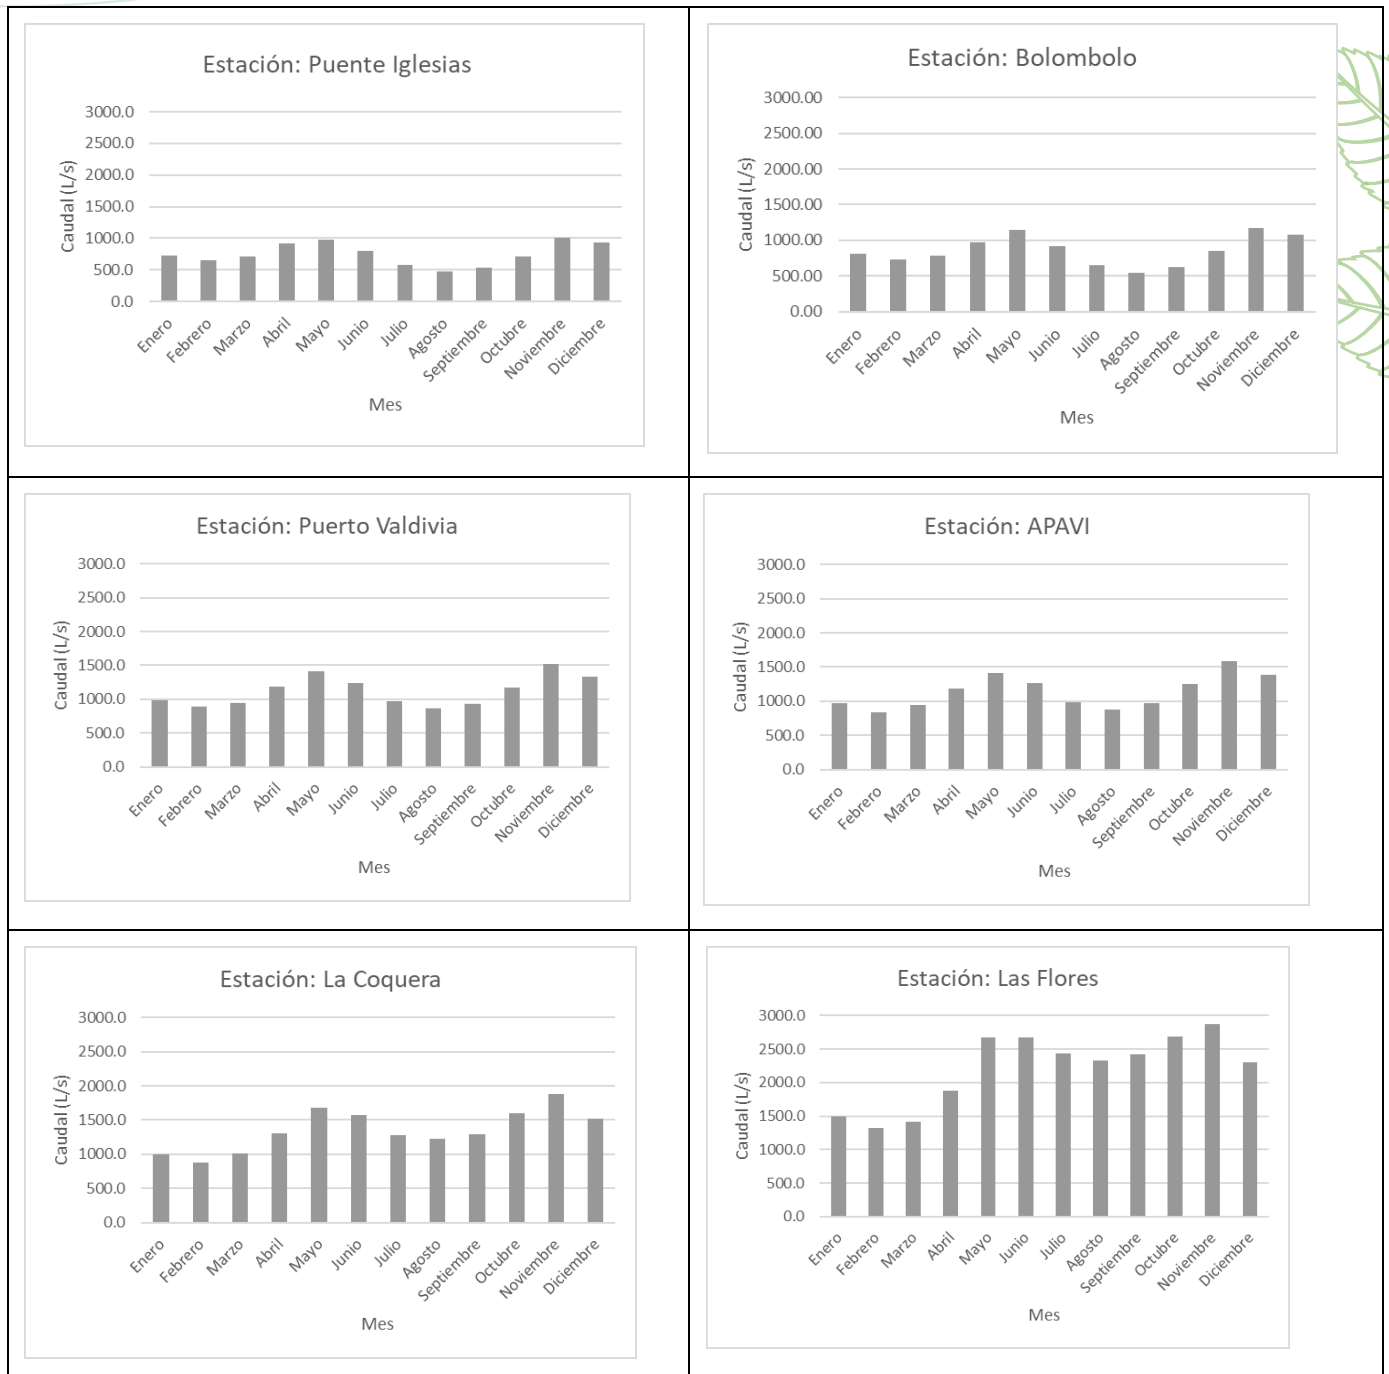 Estación: Puente Iglesias
3000.0
2500.0
2000.0
1500.0
1000.0
500.0
0.0
Caudal (L/s)
Enero
Febrero
Marzo
Abril
Mayo
Junio
Julio
Agosto
Septiembre
Octubre
Noviembre
Diciembre
Mes
Estación: Bolombolo
3000.00
2500.00
2000.00
1500.00
1000.00
500.00
0.00
Caudal (L/s)
Enero
Febrero
Marzo
Abril
Mayo
Junio
Julio
Agosto
Septiembre
Octubre
Noviembre
Diciembre
Mes
Estación: Puerto Valdivia
3000.0
2500.0
2000.0
1500.0
1000.0
500.0
0.0
Caudal (L/s)
Enero
Febrero
Marzo
Abril
Mayo
Junio
Julio
Agosto
Septiembre
Octubre
Noviembre
Diciembre
Mes
Estación: APAVI
3000.0
2500.0
2000.0
1500.0
1000.0
500.0
0.0
Caudal (L/s)
Enero
Febrero
Marzo
Abril
Mayo
Junio
Julio
Agosto
Septiembre
Octubre
Noviembre
Diciembre
Mes
Estación: La Coquera
3000.0
2500.0
2000.0
1500.0
1000.0
500.0
0.0
Caudal (L/s)
Enero
Febrero
Marzo
Abril
Mayo
Junio
Julio
Agosto
Septiembre
Octubre
Noviembre
Diciembre
Mes
Estación: Las Flores
3000.0
2500.0
2000.0
1500.0
1000.0
500.0
0.0
Caudal (L/s)
Enero
Febrero
Marzo
Abril
Mayo
Junio
Julio
Agosto
Septiembre
Octubre
Noviembre
Diciembre
Mes